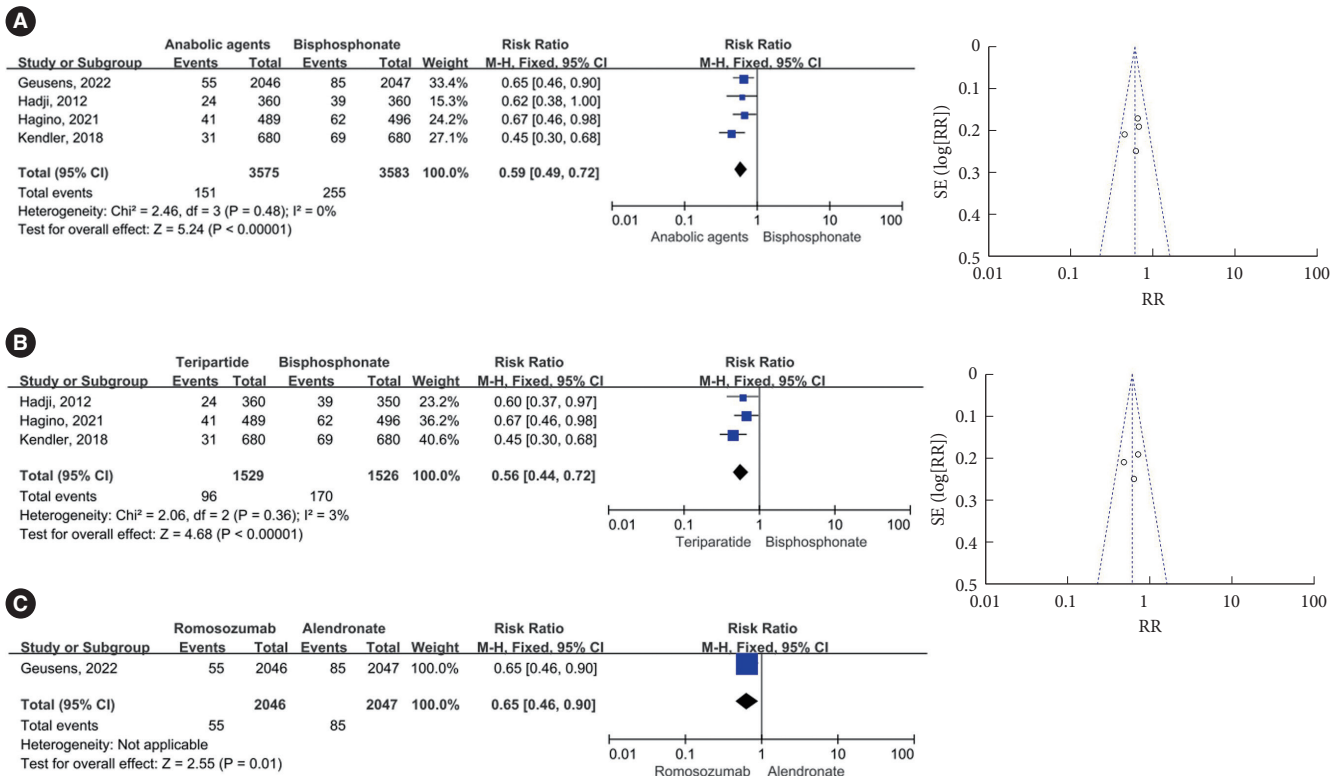 A
Anabolic agents Bisphosphonate Risk Ratio Risk Ratio
Study or Subgroup Events Total Events Total Weight M-H, Fixed, 95% CI M-H, Fixed, 95% CI
Geusens, 2022 55 2046 85 2047 33.4% 0.65 [0.46, 0.90]
Hadji, 2012 24 360 39 360 15.3% 0.62 [0.38, 1.00]
Hagino, 2021 41 489 62 496 24.2% 0.67 [0.46, 0.98]
Kendler, 2018 31 680 69 680 27.1% 0.45 [0.30, 0.68]
Total (95% CI) 3575 3583 100.0% 0.59 [0.49, 0.72]
Total events 151 255
Heterogeneity: Chi² = 2.46, df = 3 (P = 0.48); I² = 0%
Test for overall effect: Z = 5.24 (P < 0.00001)
0.01 0.1 1 10 100
Anabolic agents Bisphosphonate
SE (log[RR])
0
0.1
0.2
0.3
0.4
0.5
0.01 0.1 1 10 100
RR
B
Teripartide Bisphosphonate Risk Ratio Risk Ratio
Study or Subgroup Events Total Events Total Weight M-H, Fixed, 95% CI M-H, Fixed, 95% CI
Hadji, 2012 24 360 39 350 23.2% 0.60 [0.37, 0.97]
Hagino, 2021 41 489 62 496 36.2% 0.67 [0.46, 0.98]
Kendler, 2018 31 680 69 680 40.6% 0.45 [0.30, 0.68]
Total (95% CI) 1529 1526 100.0% 0.56 [0.44, 0.72]
Total events 96 170
Heterogeneity: Chi² = 2.06, df = 2 (P = 0.36); I² = 3%
Test for overall effect: Z = 4.68 (P < 0.00001)
0.01 0.1 1 10 100
Teriparatide Bisphosphonate
SE (log[RR])
0
0.1
0.2
0.3
0.4
0.5
0.01 0.1 1 10 100
RR
C
Romosozumab Alendronate Risk Ratio Risk Ratio
Study or Subgroup Events Total Events Total Weight M-H, Fixed, 95% CI M-H, Fixed, 95% CI
Geusens, 2022 55 2046 85 2047 100.0% 0.65 [0.46, 0.90]
Total (95% CI) 2046 2047 100.0% 0.65 [0.46, 0.90]
Total events 55 85
Heterogeneity: Not applicable
Test for overall effect: Z = 2.55 (P = 0.01)
0.01 0.1 1 10 100
Romosozumab Alendronate